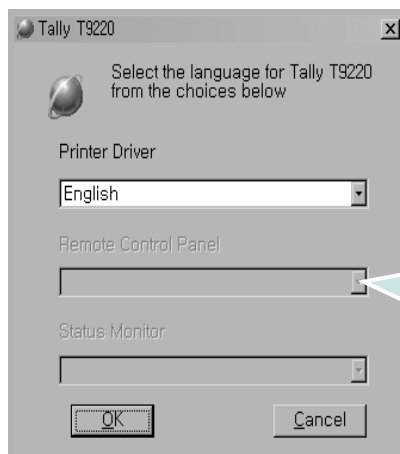 Tally T9220
Select the language for Tally T9220
from the choices below
Printer Driver
English
Remote Control Panel
Status Monitor
OK
Cancel